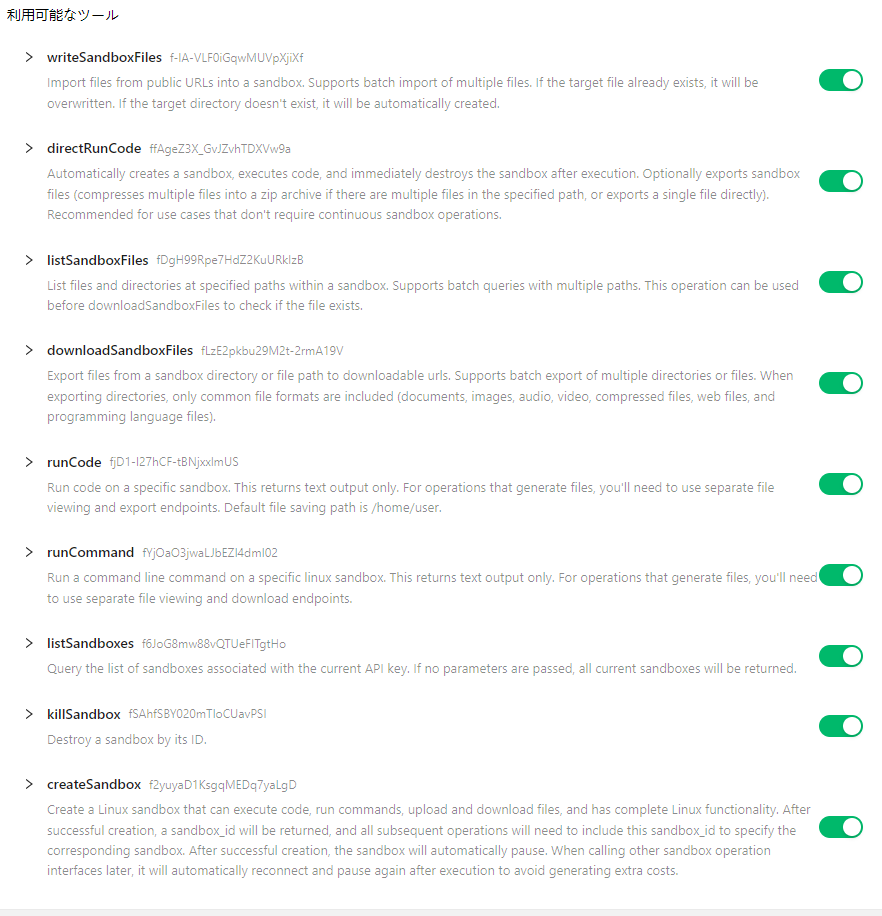 利用可能なツール
writeSandboxFiles f-IA-VLF0iGqwMUVpXjiXf
Import files from public URLs into a sandbox. Supports batch import of multiple files. If the target file already exists, it will be
overwritten. If the target directory doesn't exist, it will be automatically created.
directRunCode ffAgeZ3X_GvJZvhTDXVw9a
Automatically creates a sandbox, executes code, and immediately destroys the sandbox after execution. Optionally exports sandbox
files (compresses multiple files into a zip archive if there are multiple files in the specified path, or exports a single file directly).
Recommended for use cases that don't require continuous sandbox operations.
listSandboxFiles fDgH99Rpe7HdZ2KuURkIzB
List files and directories at specified paths within a sandbox. Supports batch queries with multiple paths. This operation can be used
before downloadSandboxFiles to check if the file exists.
downloadSandboxFiles fLzE2pkbu29M2t-2rmA19V
Export files from a sandbox directory or file path to downloadable urls. Supports batch export of multiple directories or files. When
exporting directories, only common file formats are included (documents, images, audio, video, compressed files, web files, and
programming language files).
runCode fjD1-I27hCF-tBNjxxImUS
Run code on a specific sandbox. This returns text output only. For operations that generate files, you'll need to use separate file
viewing and export endpoints. Default file saving path is /home/user.
runCommand fYjOaO3jwaLJbEZI4dmI02
Run a command line command on a specific linux sandbox. This returns text output only. For operations that generate files, you'll need
to use separate file viewing and download endpoints.
listSandboxes f6JoG8mw88vQTUeFITgtHo
Query the list of sandboxes associated with the current API key. If no parameters are passed, all current sandboxes will be returned.
killSandbox fSAhfSBY020mTIoCUavPSI
Destroy a sandbox by its ID.
createSandbox f2yuyaD1KsgqMEDq7yaLgD
Create a Linux sandbox that can execute code, run commands, upload and download files, and has complete Linux functionality. After
successful creation, a sandbox_id will be returned, and all subsequent operations will need to include this sandbox_id to specify the
corresponding sandbox. After successful creation, the sandbox will automatically pause. When calling other sandbox operation
interfaces later, it will automatically reconnect and pause again after execution to avoid generating extra costs.